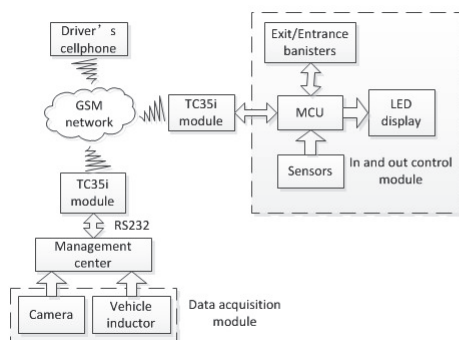 Driver's
cellphone
Exit/Entrance
banisters
GSM
network
TC35i
module
MCU
LED
display
Sensors
In and out control
module
TC35i
module
RS232
Management
center
Camera
Vehicle
inductor
Data acquisition
module